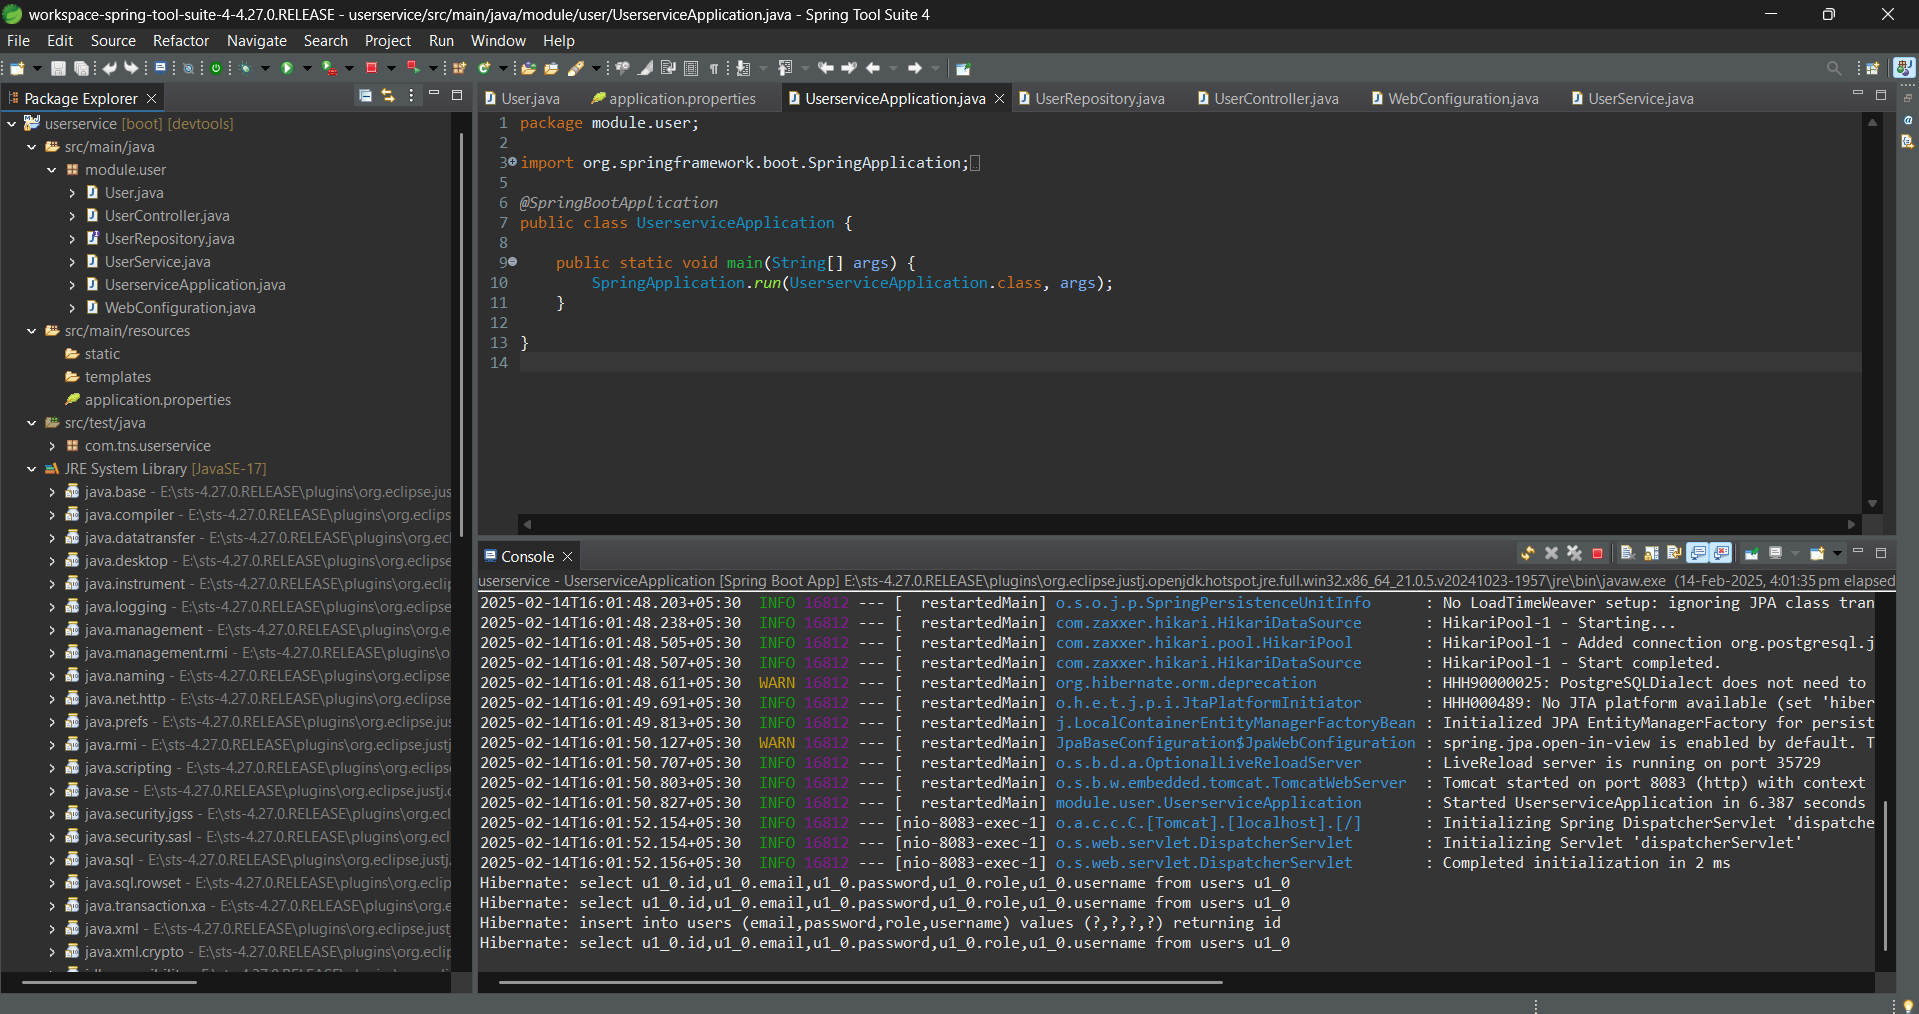 workspace-spring-tool-suite-4-4.27.0.RELEASE - userservice/src/main/java/module/user/UserserviceApplication.java - Spring Tool Suite 4
File Edit Source Refactor Navigate Search Project Run Window Help
Package Explorer
userservice [boot] [devtools]
src/main/java
module.user
User.java
UserController.java
UserRepository.java
UserService.java
UserserviceApplication.java
WebConfiguration.java
src/main/resources
static
templates
application.properties
src/test/java
com.tns.userservice
JRE System Library [JavaSE-17]
java.base - E:\sts-4.27.0.RELEASE\plugins\org.eclipse.jus
java.compiler - E:\sts-4.27.0.RELEASE\plugins\org.eclips
java.datatransfer - E:\sts-4.27.0.RELEASE\plugins\org.ecl
java.desktop - E:\sts-4.27.0.RELEASE\plugins\org.eclipse
java.instrument - E:\sts-4.27.0.RELEASE\plugins\org.eclip
java.logging - E:\sts-4.27.0.RELEASE\plugins\org.eclipse
java.management - E:\sts-4.27.0.RELEASE\plugins\org.e
java.management.rmi - E:\sts-4.27.0.RELEASE\plugins\o
java.naming - E:\sts-4.27.0.RELEASE\plugins\org.eclipse
java.net.http - E:\sts-4.27.0.RELEASE\plugins\org.eclipse
java.prefs - E:\sts-4.27.0.RELEASE\plugins\org.eclipse.jus
java.rmi - E:\sts-4.27.0.RELEASE\plugins\org.eclipse.justj
java.scripting - E:\sts-4.27.0.RELEASE\plugins\org.eclips
java.se - E:\sts-4.27.0.RELEASE\plugins\org.eclipse.justj.c
java.security.jgss - E:\sts-4.27.0.RELEASE\plugins\org.ecl
java.security.sasl - E:\sts-4.27.0.RELEASE\plugins\org.ecl
java.sql - E:\sts-4.27.0.RELEASE\plugins\org.eclipse.justj.
java.sql.rowset - E:\sts-4.27.0.RELEASE\plugins\org.eclip
java.transaction.xa - E:\sts-4.27.0.RELEASE\plugins\org.e
java.xml - E:\sts-4.27.0.RELEASE\plugins\org.eclipse.just
java.xml.crypto - E:\sts-4.27.0.RELEASE\plugins\org.eclip
User.java application.properties UserserviceApplication.java UserRepository.java UserController.java WebConfiguration.java UserService.java
1 package module.user;
2
3 import org.springframework.boot.SpringApplication;
5
6 @SpringBootApplication
7 public class UserserviceApplication {
8
9 public static void main(String[] args) {
10 SpringApplication.run(UserserviceApplication.class, args);
11 }
12
13 }
14
Console
userservice - UserserviceApplication [Spring Boot App] E:\sts-4.27.0.RELEASE\plugins\org.eclipse.justj.openjdk.hotspot.jre.full.win32.x86_64_21.0.5.v20241023-1957\jre\bin\javaw.exe (14-Feb-2025, 4:01:35 pm elapsed
2025-02-14T16:01:48.203+05:30 INFO 16812 --- [ restartedMain] o.s.o.j.p.SpringPersistenceUnitInfo : No LoadTimeWeaver setup: ignoring JPA class tran
2025-02-14T16:01:48.238+05:30 INFO 16812 --- [ restartedMain] com.zaxxer.hikari.HikariDataSource : HikariPool-1 - Starting...
2025-02-14T16:01:48.505+05:30 INFO 16812 --- [ restartedMain] com.zaxxer.hikari.pool.HikariPool : HikariPool-1 - Added connection org.postgresql.j
2025-02-14T16:01:48.507+05:30 INFO 16812 --- [ restartedMain] com.zaxxer.hikari.HikariDataSource : HikariPool-1 - Start completed.
2025-02-14T16:01:48.611+05:30 WARN 16812 --- [ restartedMain] org.hibernate.orm.deprecation : HHH90000025: PostgreSQLDialect does not need to
2025-02-14T16:01:49.691+05:30 INFO 16812 --- [ restartedMain] o.h.e.t.j.p.i.JtaPlatformInitiator : HHH000489: No JTA platform available (set 'hiber
2025-02-14T16:01:49.813+05:30 INFO 16812 --- [ restartedMain] j.LocalContainerEntityManagerFactoryBean : Initialized JPA EntityManagerFactory for persist
2025-02-14T16:01:50.127+05:30 WARN 16812 --- [ restartedMain] JpaBaseConfiguration$JpaWebConfiguration : spring.jpa.open-in-view is enabled by default. T
2025-02-14T16:01:50.707+05:30 INFO 16812 --- [ restartedMain] o.s.b.d.a.OptionalLiveReloadServer : LiveReload server is running on port 35729
2025-02-14T16:01:50.803+05:30 INFO 16812 --- [ restartedMain] o.s.b.w.embedded.tomcat.TomcatWebServer : Tomcat started on port 8083 (http) with context
2025-02-14T16:01:50.827+05:30 INFO 16812 --- [ restartedMain] module.user.UserserviceApplication : Started UserserviceApplication in 6.387 seconds
2025-02-14T16:01:52.154+05:30 INFO 16812 --- [nio-8083-exec-1] o.a.c.c.C.[Tomcat].[localhost].[/] : Initializing Spring DispatcherServlet 'dispatche
2025-02-14T16:01:52.154+05:30 INFO 16812 --- [nio-8083-exec-1] o.s.web.servlet.DispatcherServlet : Initializing Servlet 'dispatcherServlet'
2025-02-14T16:01:52.156+05:30 INFO 16812 --- [nio-8083-exec-1] o.s.web.servlet.DispatcherServlet : Completed initialization in 2 ms
Hibernate: select u1_0.id,u1_0.email,u1_0.password,u1_0.role,u1_0.username from users u1_0
Hibernate: select u1_0.id,u1_0.email,u1_0.password,u1_0.role,u1_0.username from users u1_0
Hibernate: insert into users (email,password,role,username) values (?,?,?,?) returning id
Hibernate: select u1_0.id,u1_0.email,u1_0.password,u1_0.role,u1_0.username from users u1_0